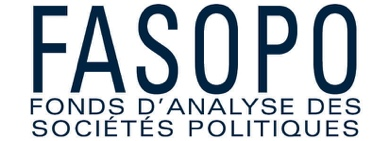 FASOPO
FONDS D'ANALYSE DES
SOCIÉTÉS POLITIQUES